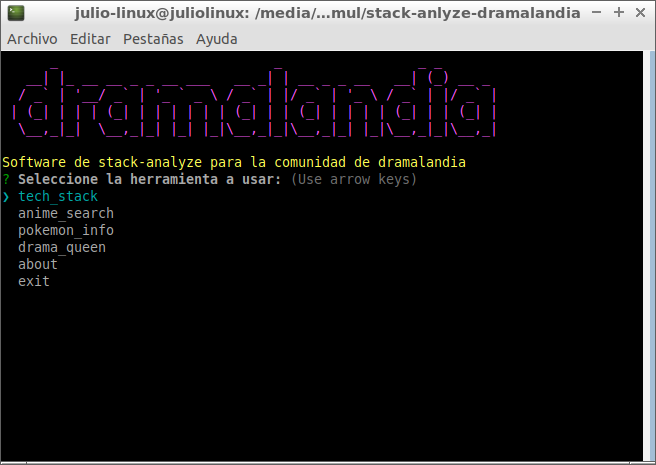 julio-linux@juliolinux: /media/…mul/stack-anlyze-dramalandia
Archivo Editar Pestañas Ayuda
dramalandia
Software de stack-analyze para la comunidad de dramalandia
? Seleccione la herramienta a usar: (Use arrow keys)
❯ tech_stack
anime_search
pokemon_info
drama_queen
about
exit